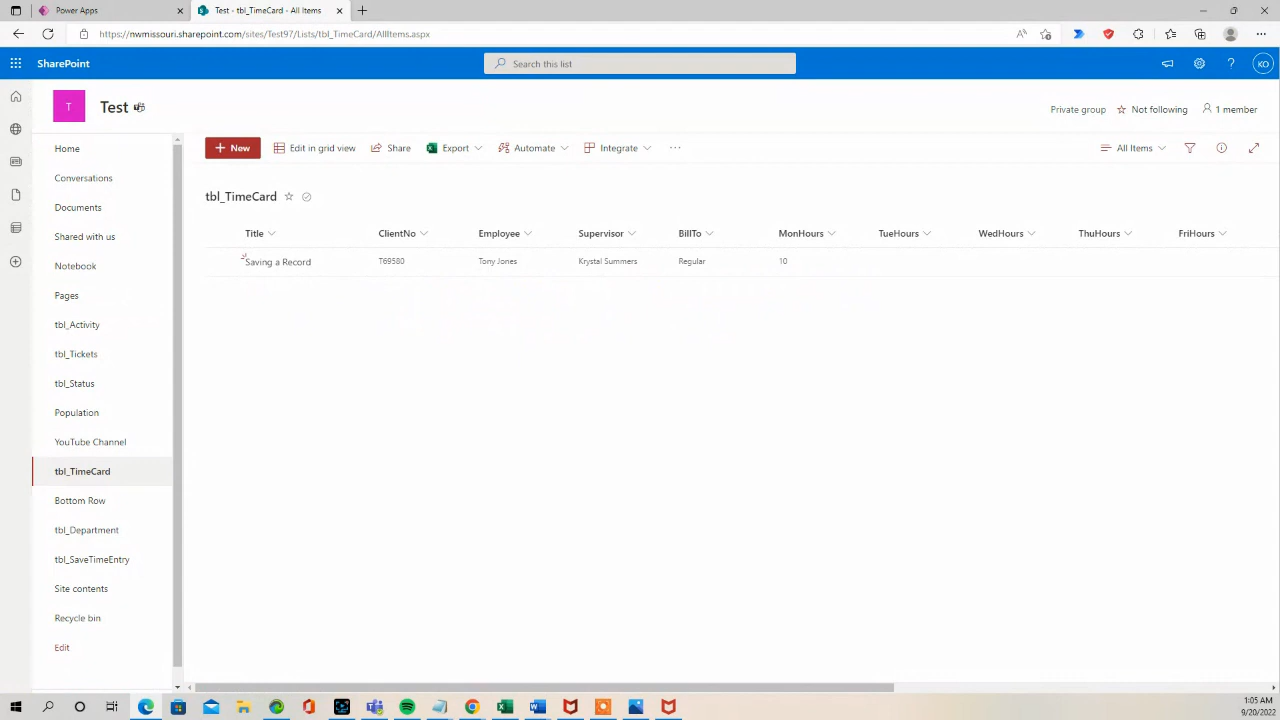 Power Apps
Test - tbl_TimeCard - All Items
https://nwmissouri.sharepoint.com/sites/Test97/Lists/tbl_TimeCard/AllItems.aspx
SharePoint
Search this list
KO
T
Test
Private group
Not following
1 member
Home
Conversations
Documents
Shared with us
Notebook
Pages
tbl_Activity
tbl_Tickets
tbl_Status
Population
YouTube Channel
tbl_TimeCard
Bottom Row
tbl_Department
tbl_SaveTimeEntry
Site contents
Recycle bin
Edit
+ New
Edit in grid view
Share
Export
Automate
Integrate
...
All Items
tbl_TimeCard
Title ClientNo Employee Supervisor BillTo MonHours TueHours WedHours ThuHours FriHours
Saving a Record T69580 Tony Jones Krystal Summers Regular 10
1:05 AM
9/20/2022